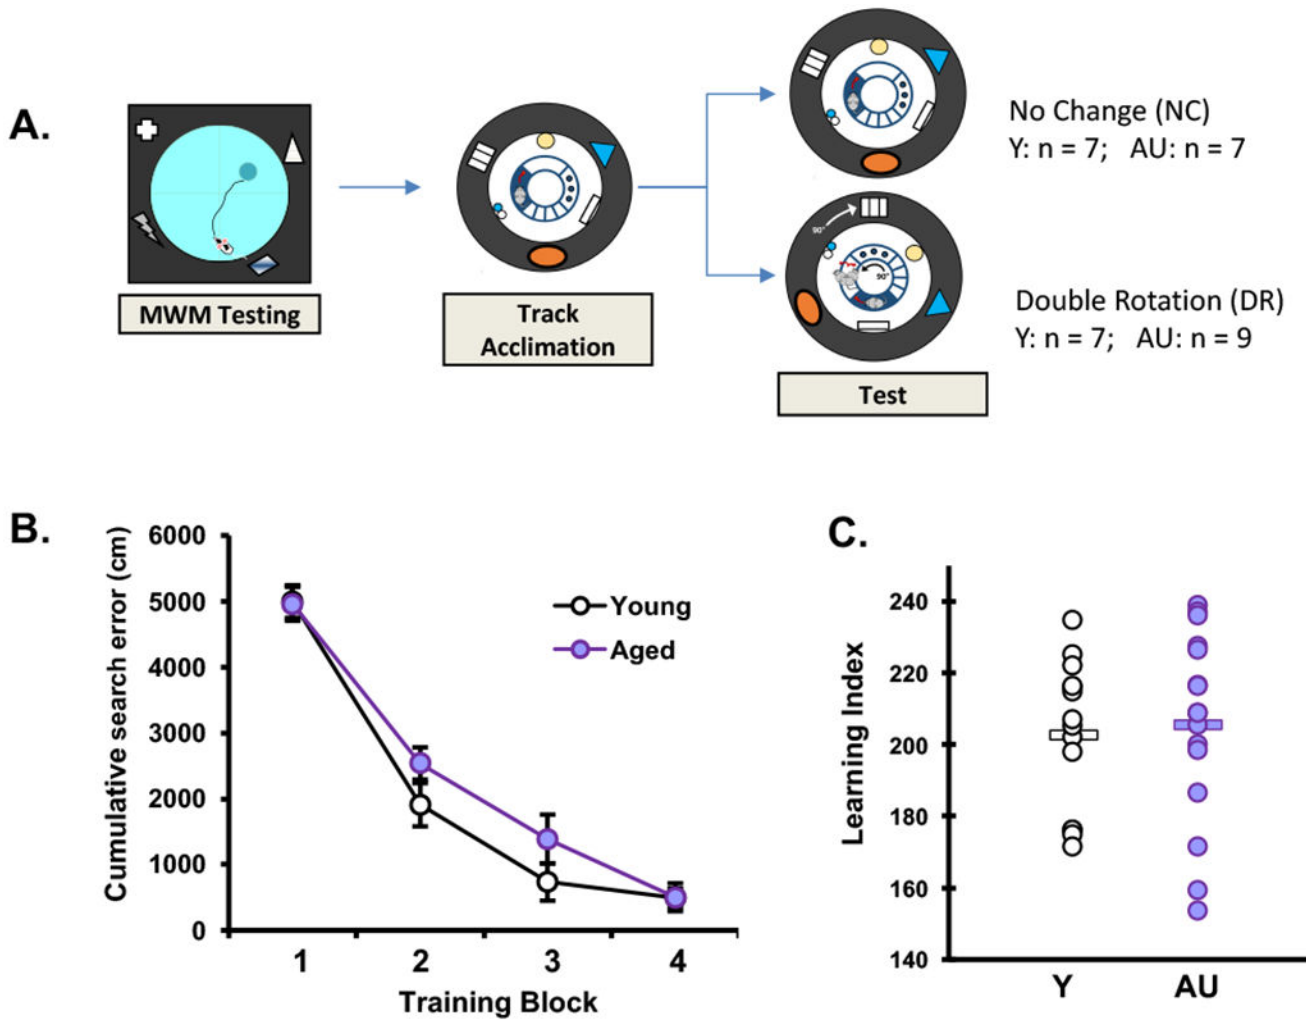 A.
MWM Testing
Track
Acclimation
90°
90°
Test
No Change (NC)
Y: n = 7; AU: n = 7
Double Rotation (DR)
Y: n = 7; AU: n = 9
B.
Cumulative search error (cm)
6000
5000
4000
3000
2000
1000
0
Young
Aged
1 2 3 4
Training Block
C.
Learning Index
240
220
200
180
160
140
Y AU